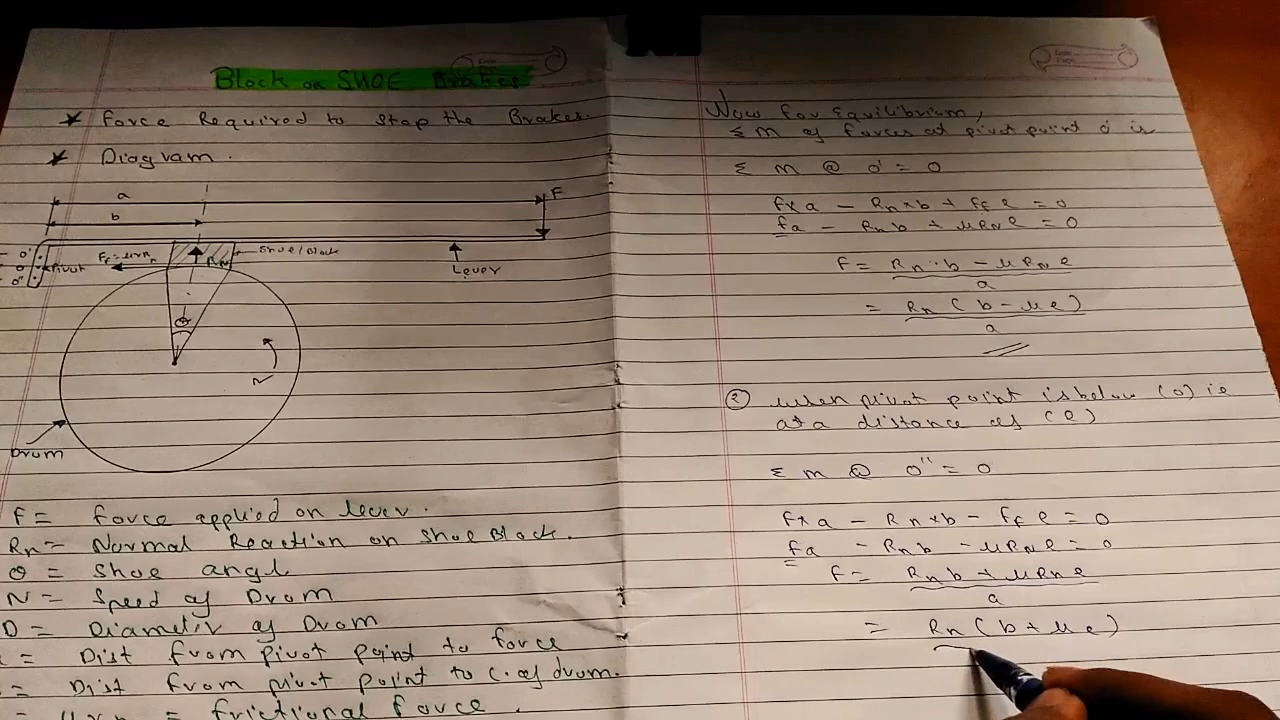 Block or SHOE Brakes
* Force Required to stop the Brakes.
* Diagram.
a
F
b
o'
o
o"
Pivot
Ff=μxRn
RN
Shoe/Block
Lever
θ
N
Drum
F = force applied on lever.
Rn = Normal Reaction on Shoe Block.
θ = Shoe angle
N = Speed of Drum
D = Diameter of Drum
= Dist from pivot point to force
= Dist from pivot point to C. of drum.
= frictional force.
Now for Equilibrium,
Σ m of forces at pivot point o' is
Σ m @ o' = 0
F×a - Rn×b + Ff e = 0
fa - Rnb + μRNe = 0
F = Rn.b - μRNe
a
= Rn(b-μe)
a
② When pivot point is below (o) ie
at a distance of (e)
Σ m @ o" = 0
F×a - Rn×b - Ff e = 0
fa - Rnb - μRNe = 0
F = Rnb + μRne
a
= Rn(b+μe)